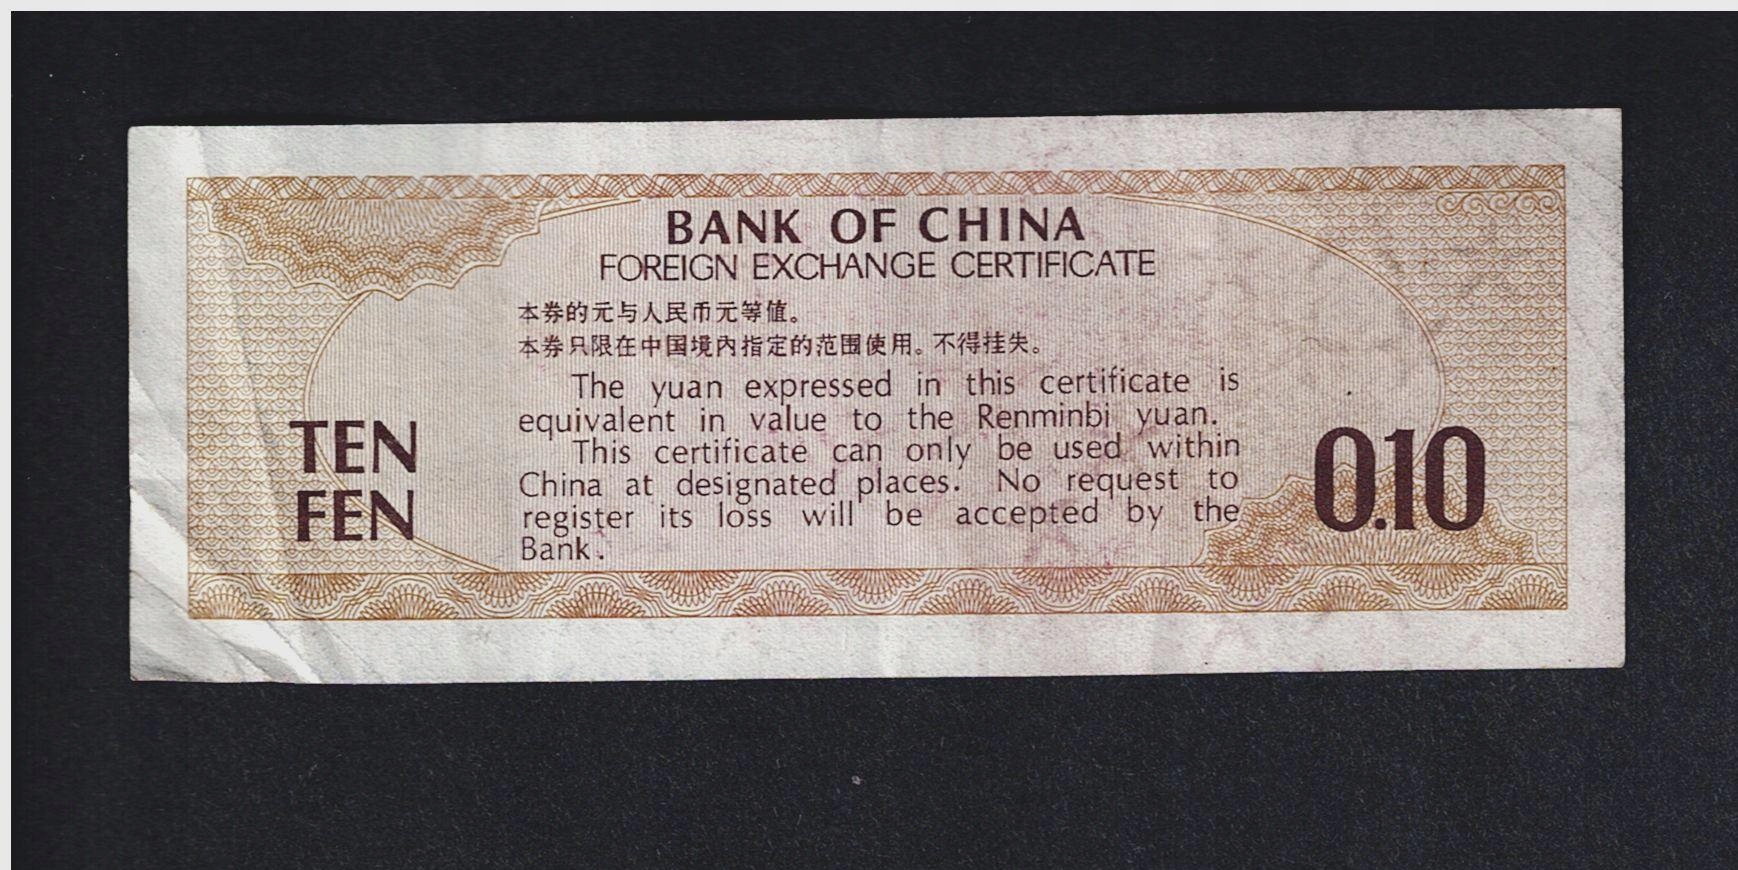 BANK OF CHINA
FOREIGN EXCHANGE CERTIFICATE
本券的元与人民币元等值。
本券只限在中国境内指定的范围使用。不得挂失。
The yuan expressed in this certificate is
equivalent in value to the Renminbi yuan.
This certificate can only be used within
China at designated places. No request to
register its loss will be accepted by the
Bank.
TEN
FEN
0.10